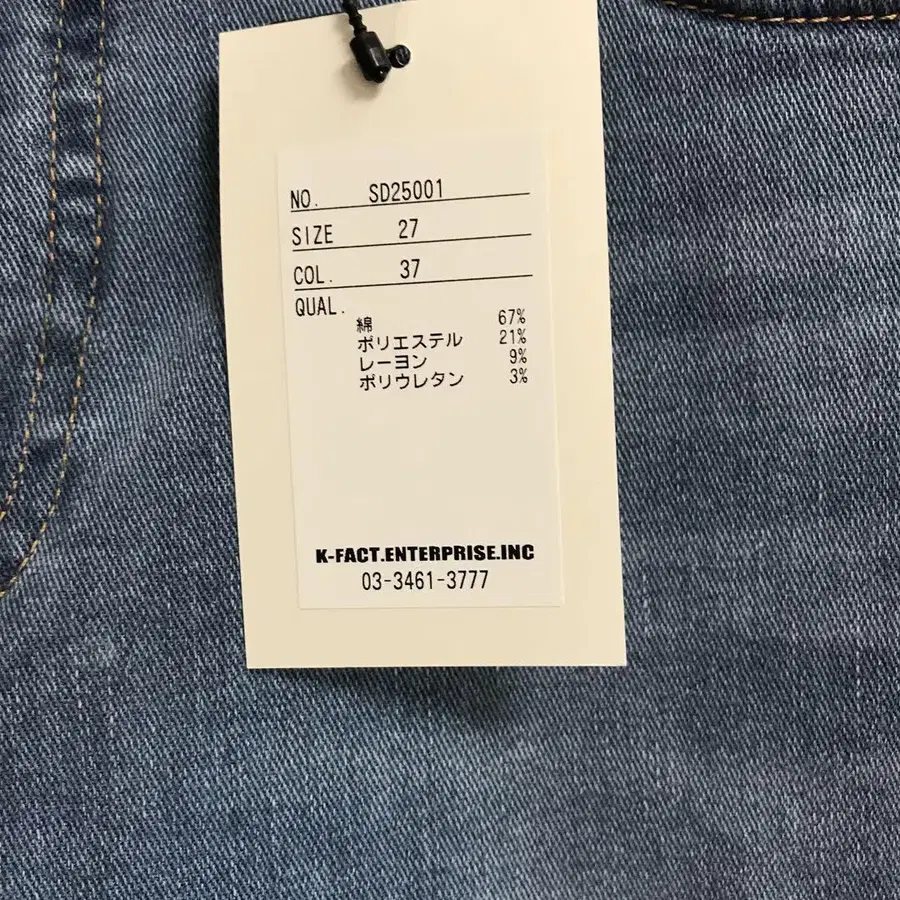 NO. SD25001
SIZE 27
COL. 37
QUAL.
綿 67%
ポリエステル 21%
レーヨン 9%
ポリウレタン 3%
K-FACT.ENTERPRISE.INC
03-3461-3777